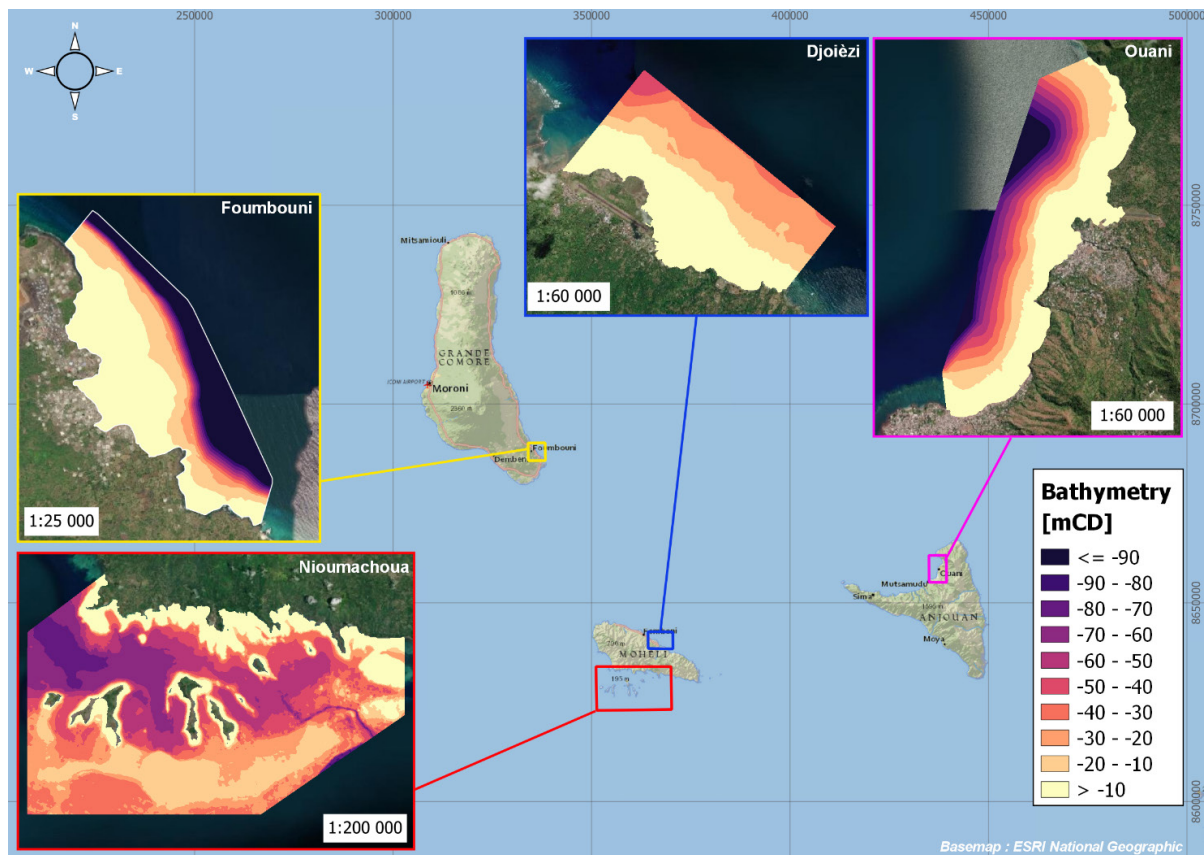 250000
300000
350000
400000
450000
500000
N
W
E
S
Djoièzi
1:60 000
Ouani
1:60 000
Foumbouni
1:25 000
Nioumachoua
1:200 000
8750000
8700000
8650000
8600000
Mitsamiouli
GRANDE
COMORE
Moroni
Foumbouni
MOHELI
Mutsamudu
Ouani
Sima
ANJOUAN
Moya
Bathymetry
[mCD]
<= -90
-90 - -80
-80 - -70
-70 - -60
-60 - -50
-50 - -40
-40 - -30
-30 - -20
-20 - -10
> -10
Basemap : ESRI National Geographic